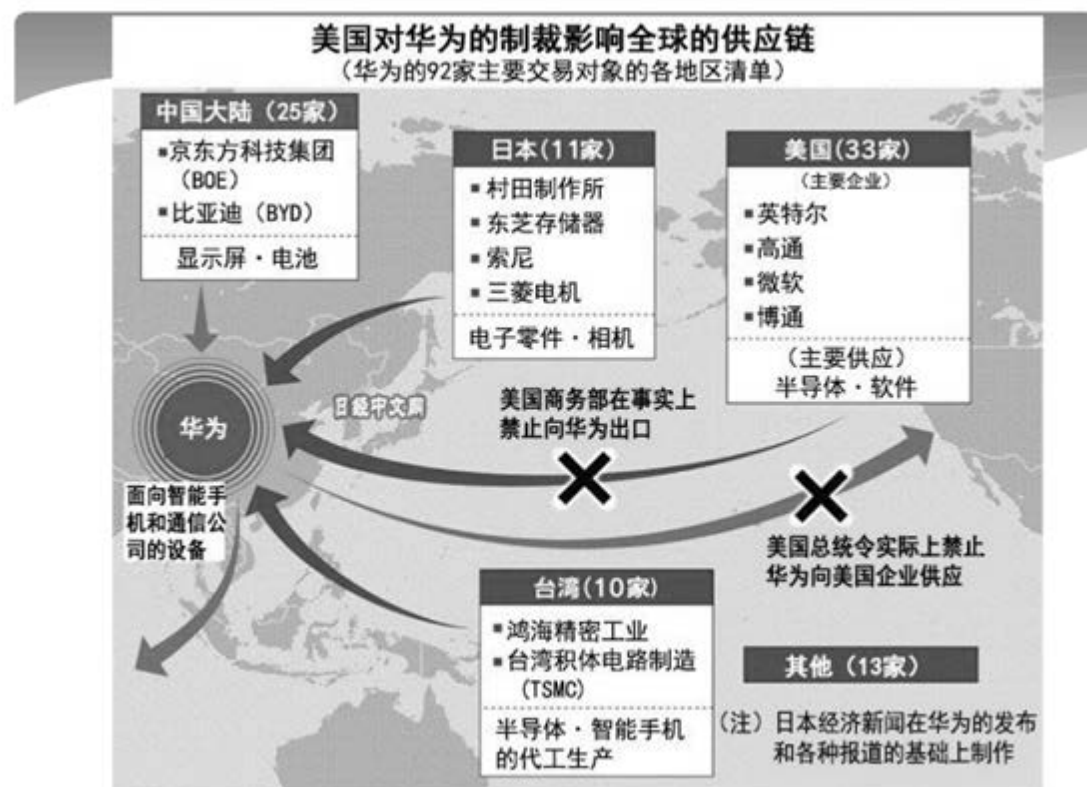 美国对华为的制裁影响全球的供应链
（华为的92家主要交易对象的各地区清单）
中国大陆（25家）
▪京东方科技集团
(BOE)
▪比亚迪（BYD）
显示屏・电池
日本(11家)
▪村田制作所
▪东芝存储器
▪索尼
▪三菱电机
电子零件・相机
美国(33家)
（主要企业）
▪英特尔
▪高通
▪微软
▪博通
（主要供应）
半导体・软件
华为
日经中文网
美国商务部在事实上
禁止向华为出口
面向智能手
机和通信公
司的设备
美国总统令实际上禁止
华为向美国企业供应
台湾(10家)
▪鸿海精密工业
▪台湾积体电路制造
(TSMC)
半导体・智能手机
的代工生产
其他（13家）
（注）日本经济新闻在华为的发布
和各种报道的基础上制作